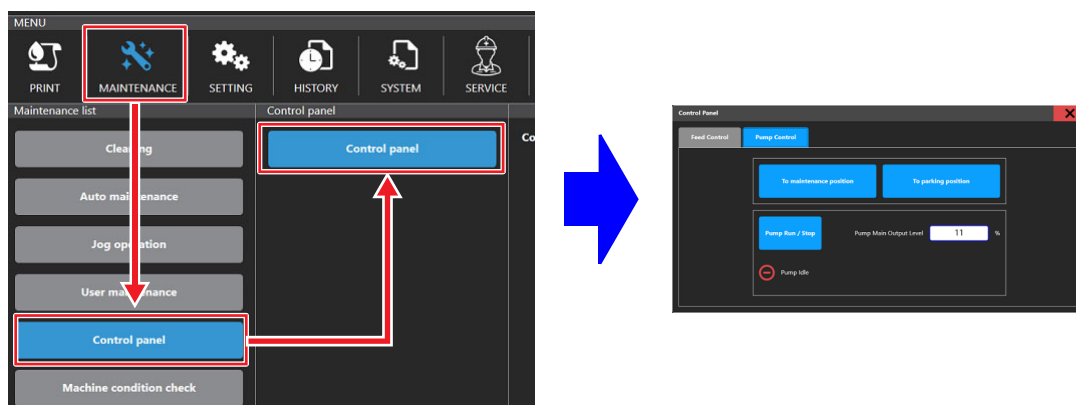 MENU
PRINT MAINTENANCE SETTING HISTORY SYSTEM SERVICE
Maintenance list
Control panel
Control panel
Co
Cleaning
Auto maintenance
Jog operation
User maintenance
Control panel
Machine condition check
Control Panel
X
Feed Control Pump Control
To maintenance position To parking position
Pump Run / Stop Pump Main Output Level 11 %
Pump Idle